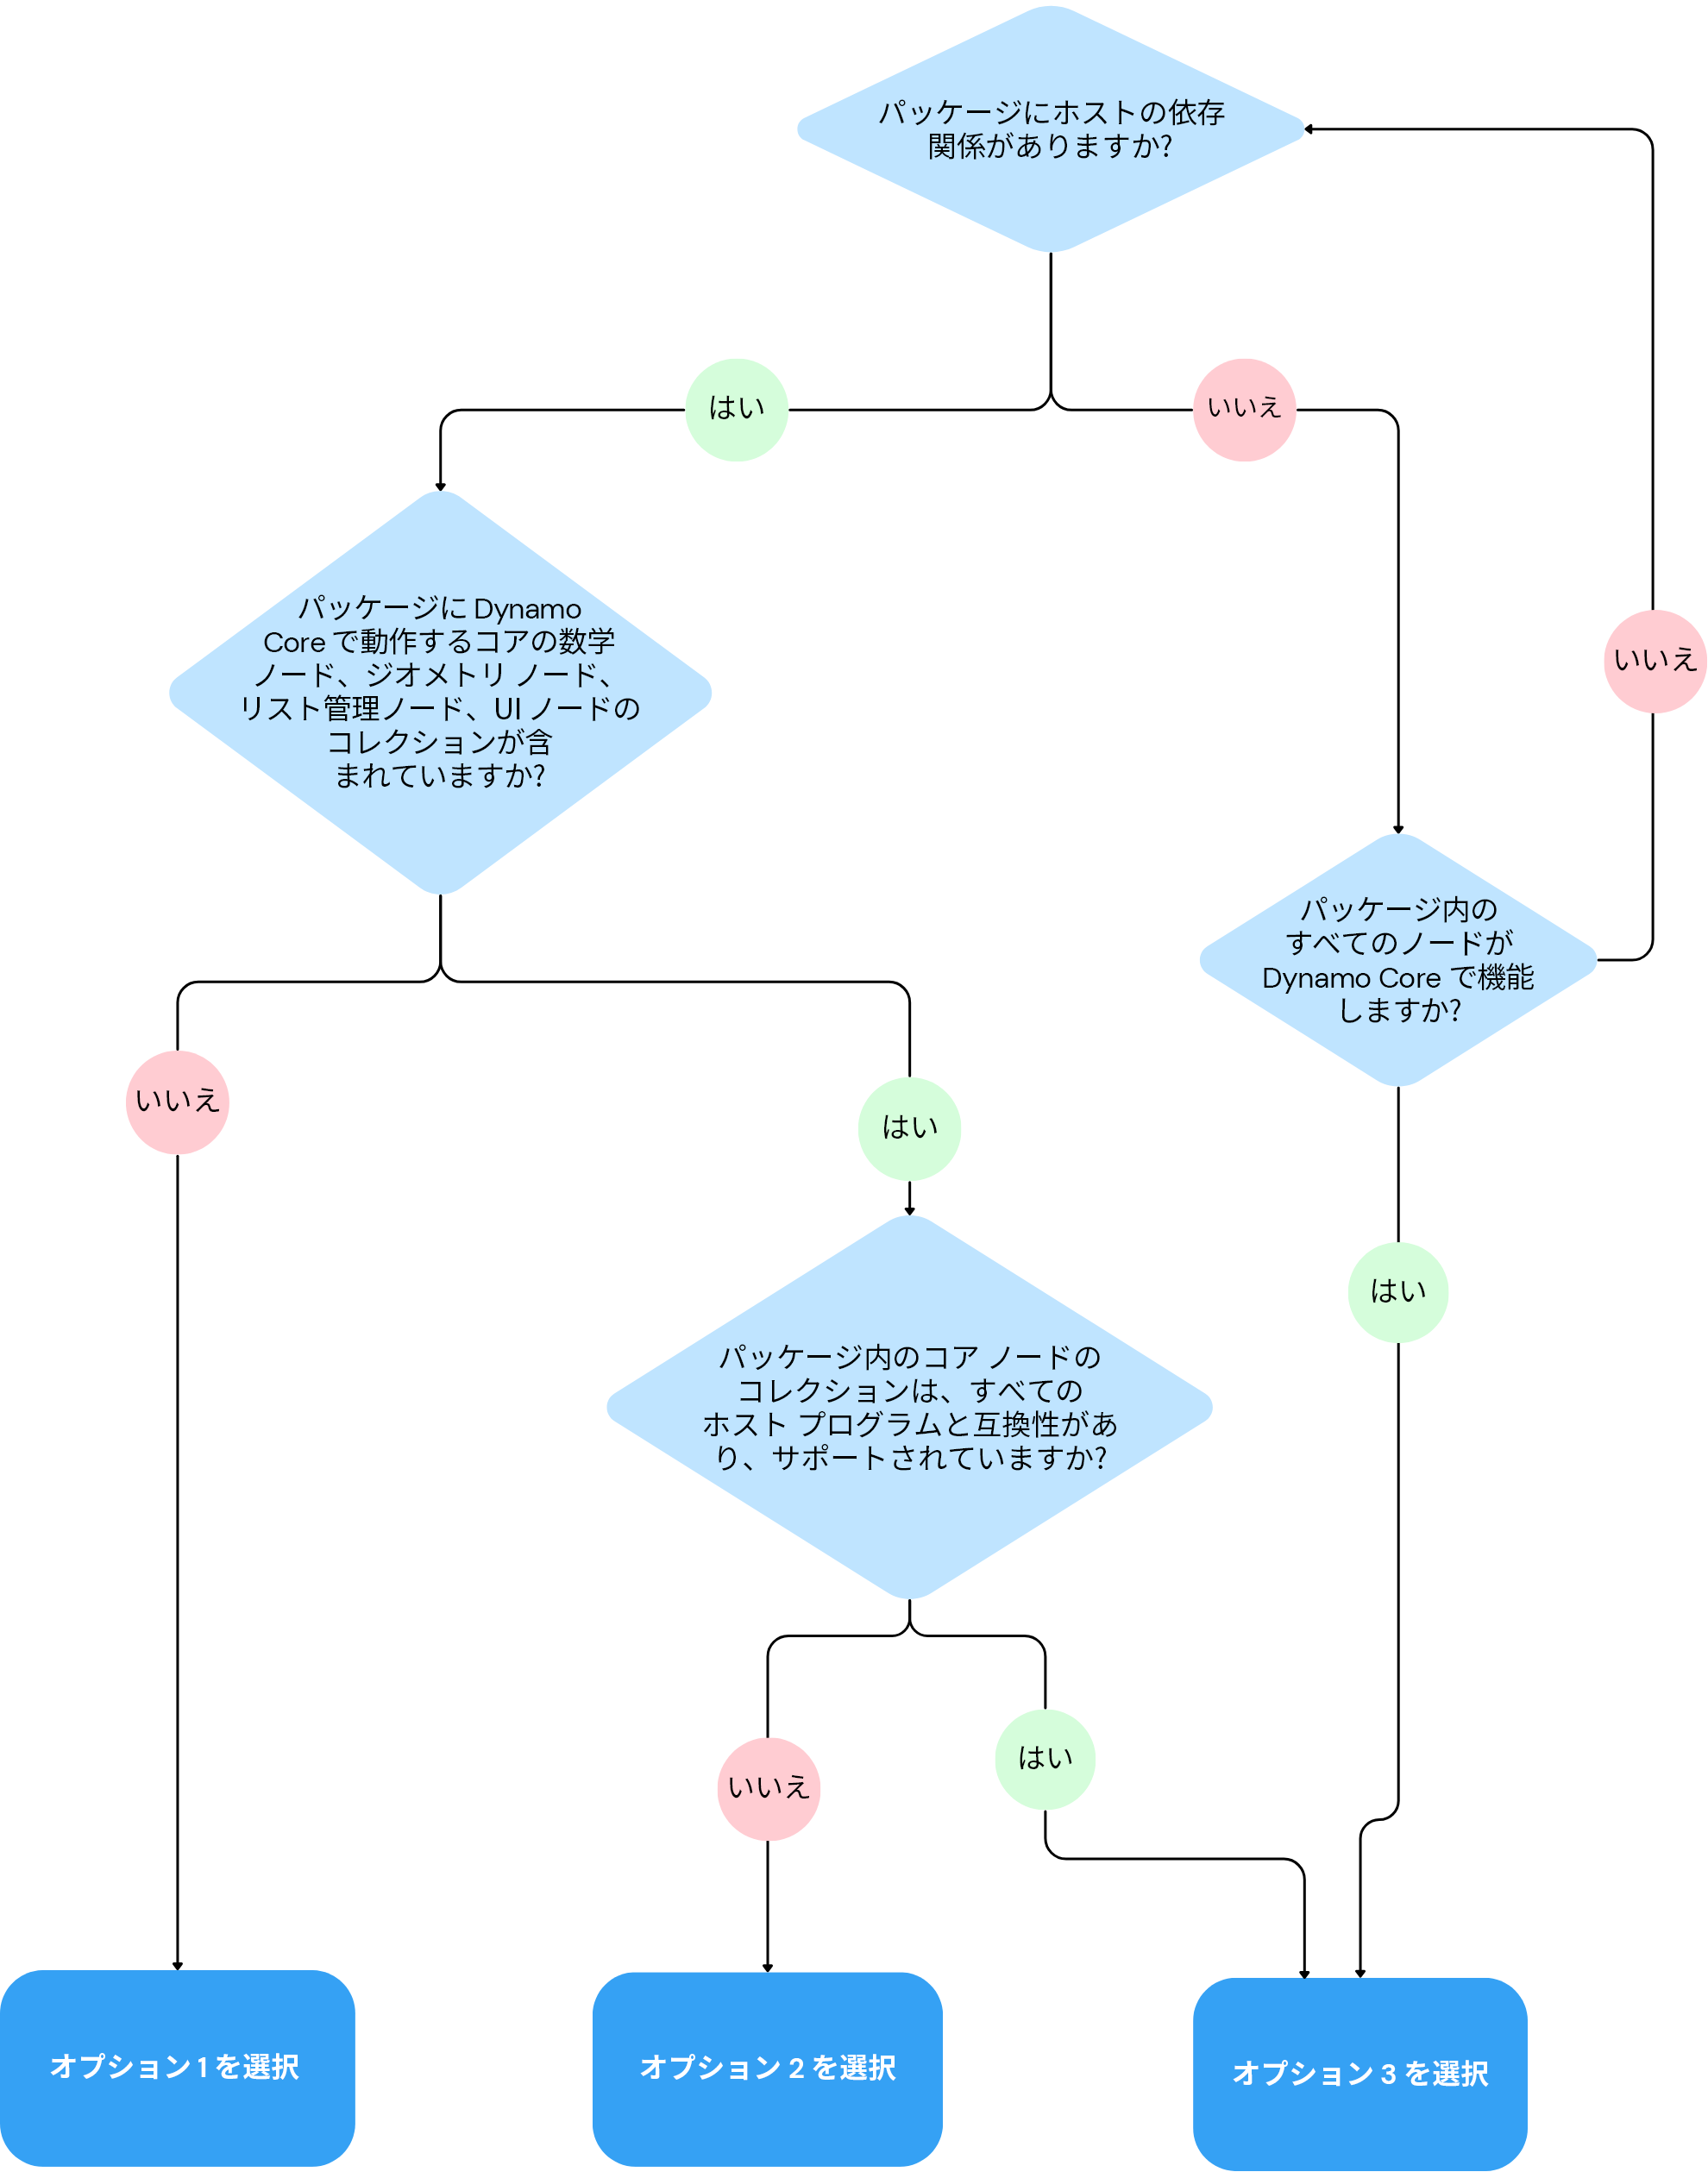 パッケージにホストの依存
関係がありますか?
はい
いいえ
パッケージに Dynamo
Core で動作するコアの数学
ノード、ジオメトリ ノード、
リスト管理ノード、UI ノードの
コレクションが含
まれていますか?
いいえ
パッケージ内の
すべてのノードが
Dynamo Core で機能
しますか?
いいえ
はい
はい
パッケージ内のコア ノードの
コレクションは、すべての
ホスト プログラムと互換性があ
り、サポートされていますか?
いいえ
はい
オプション 1 を選択
オプション 2 を選択
オプション 3 を選択